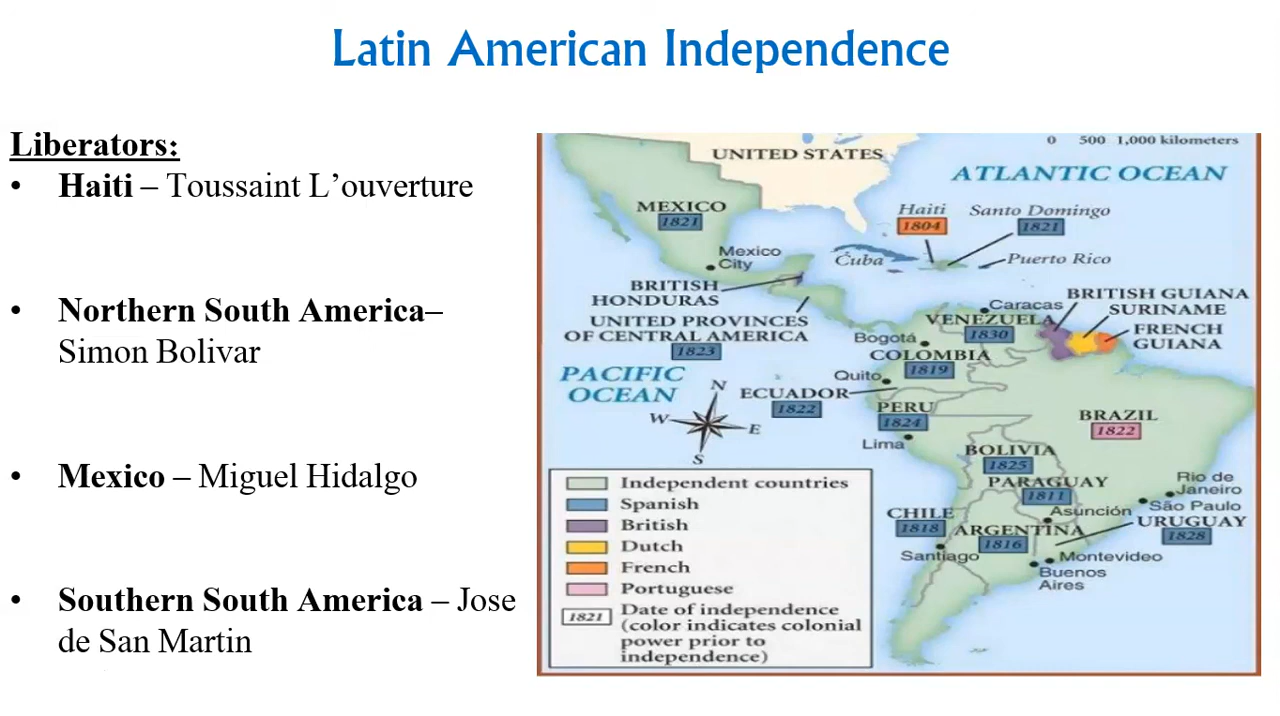 Latin American Independence
Liberators:
• Haiti – Toussaint L’ouverture
• Northern South America–
Simon Bolivar
• Mexico – Miguel Hidalgo
• Southern South America – Jose
de San Martin
0 500 1,000 kilometers
UNITED STATES
ATLANTIC OCEAN
MEXICO
1821
Haiti
1804
Santo Domingo
1821
Mexico
City
Cuba
Puerto Rico
BRITISH
HONDURAS
UNITED PROVINCES
OF CENTRAL AMERICA
1823
Caracas
VENEZUELA
1830
BRITISH GUIANA
SURINAME
FRENCH
GUIANA
Bogotá
COLOMBIA
1819
PACIFIC
OCEAN
N
W
E
S
Quito
ECUADOR
1822
PERU
1824
Lima
BRAZIL
1822
BOLIVIA
1825
PARAGUAY
1811
Rio de
Janeiro
São Paulo
Asunción
CHILE
1818
ARGENTINA
1816
URUGUAY
1828
Santiago
Montevideo
Buenos
Aires
Independent countries
Spanish
British
Dutch
French
Portuguese
1821 Date of independence
(color indicates colonial
power prior to
independence)